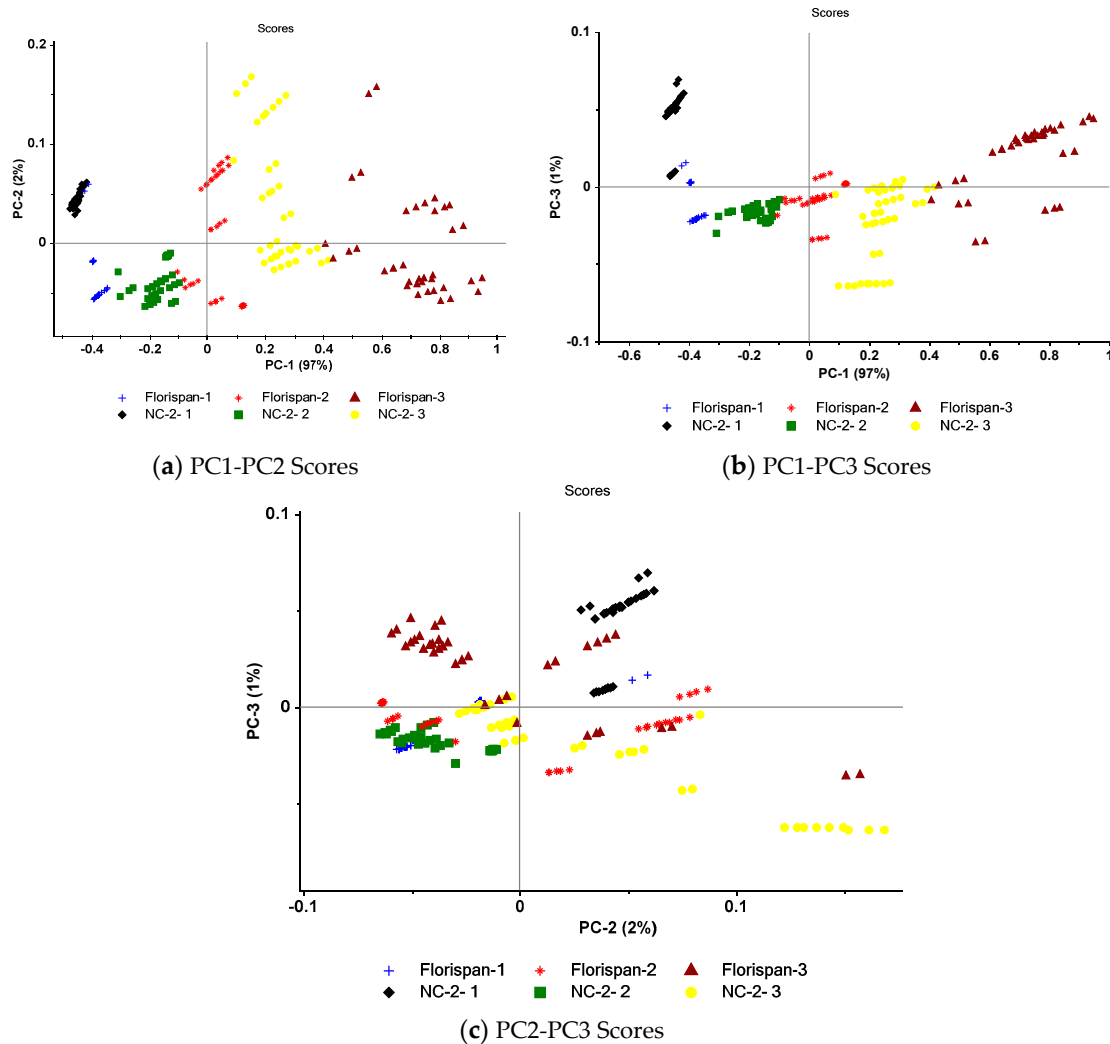 Scores
0.2
0.1
0
PC-2 (2%)
-0.4 -0.2 0 0.2 0.4 0.6 0.8 1
PC-1 (97%)
Florispan-1 Florispan-2 Florispan-3
NC-2- 1 NC-2- 2 NC-2- 3
(a) PC1-PC2 Scores
Scores
0.1
0
-0.1
PC-3 (1%)
-0.6 -0.4 -0.2 0 0.2 0.4 0.6 0.8 1
PC-1 (97%)
Florispan-1 Florispan-2 Florispan-3
NC-2- 1 NC-2- 2 NC-2- 3
(b) PC1-PC3 Scores
Scores
0.1
0
PC-3 (1%)
-0.1 0 0.1
PC-2 (2%)
Florispan-1 Florispan-2 Florispan-3
NC-2- 1 NC-2- 2 NC-2- 3
(c) PC2-PC3 Scores